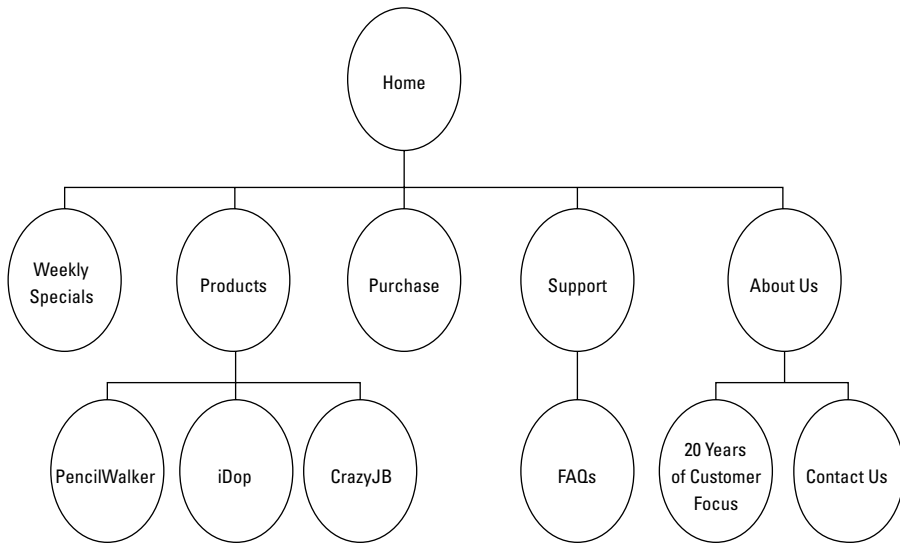 Home
Weekly
Specials
Products
Purchase
Support
About Us
PencilWalker
iDop
CrazyJB
FAQs
20 Years
of Customer
Focus
Contact Us